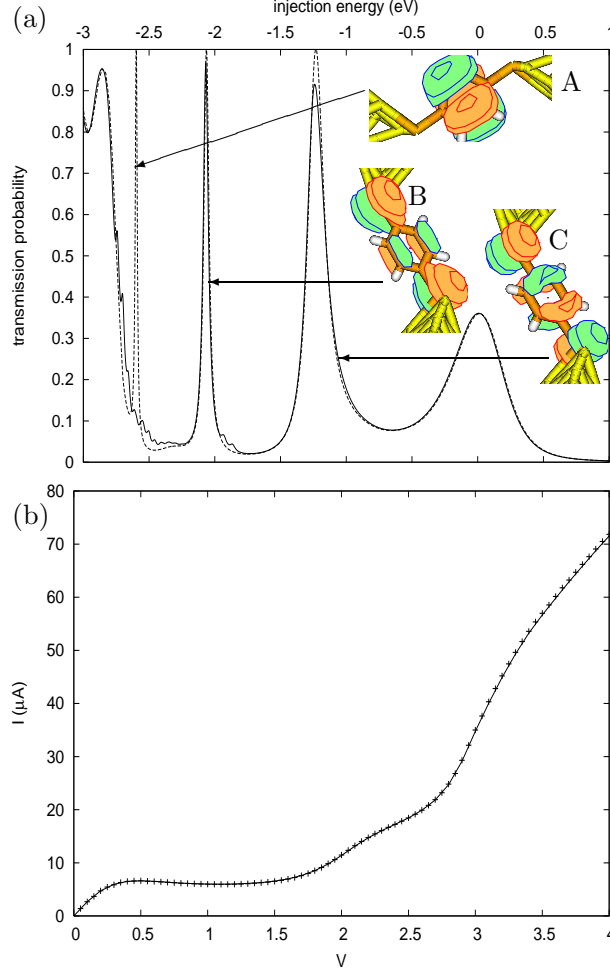 injection energy (eV)
(a)
-3 -2.5 -2 -1.5 -1 -0.5 0 0.5 1
1
0.9
0.8
0.7
0.6
0.5
0.4
0.3
0.2
0.1
0
transmission probability
A
B
C
(b)
80
70
60
50
40
30
20
10
0
I (μA)
0 0.5 1 1.5 2 2.5 3 3.5 4
V